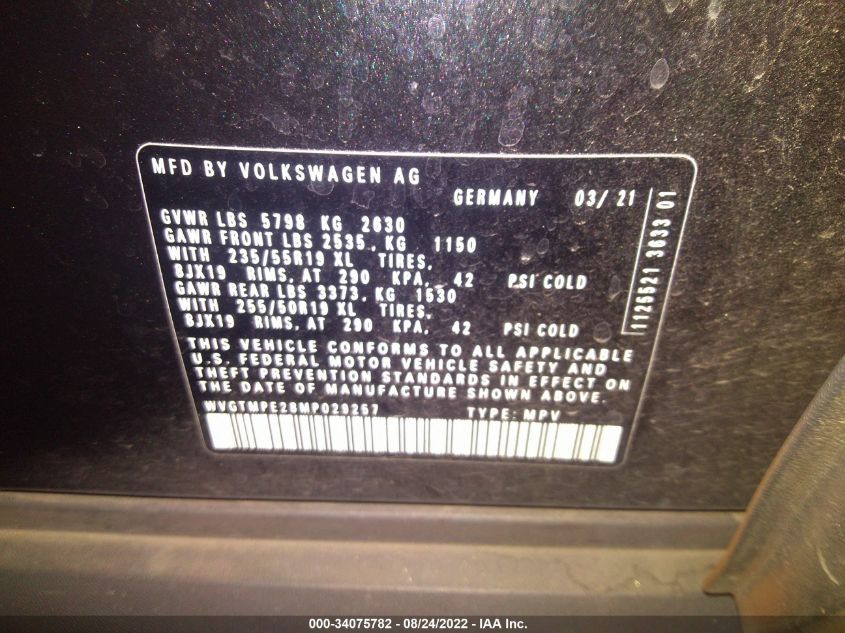 MFD BY VOLKSWAGEN AG
GERMANY 03/ 21
GVWR LBS 5798 KG 2630
GAWR FRONT LBS 2535, KG 1150
WITH 235/55R19 XL TIRES,
8JX19 RIMS, AT 290 KPA, 42 PSI COLD
GAWR REAR LBS 3373, KG 1530
WITH 255/50R19 XL TIRES,
8JX19 RIMS, AT 290 KPA, 42 PSI COLD
THIS VEHICLE CONFORMS TO ALL APPLICABLE
U.S. FEDERAL MOTOR VEHICLE SAFETY AND
THEFT PREVENTION STANDARDS IN EFFECT ON
THE DATE OF MANUFACTURE SHOWN ABOVE.
WVGTMPE28MP029267 TYPE: MPV
1125521 3633 01
000-34075782 - 08/24/2022 - IAA Inc.